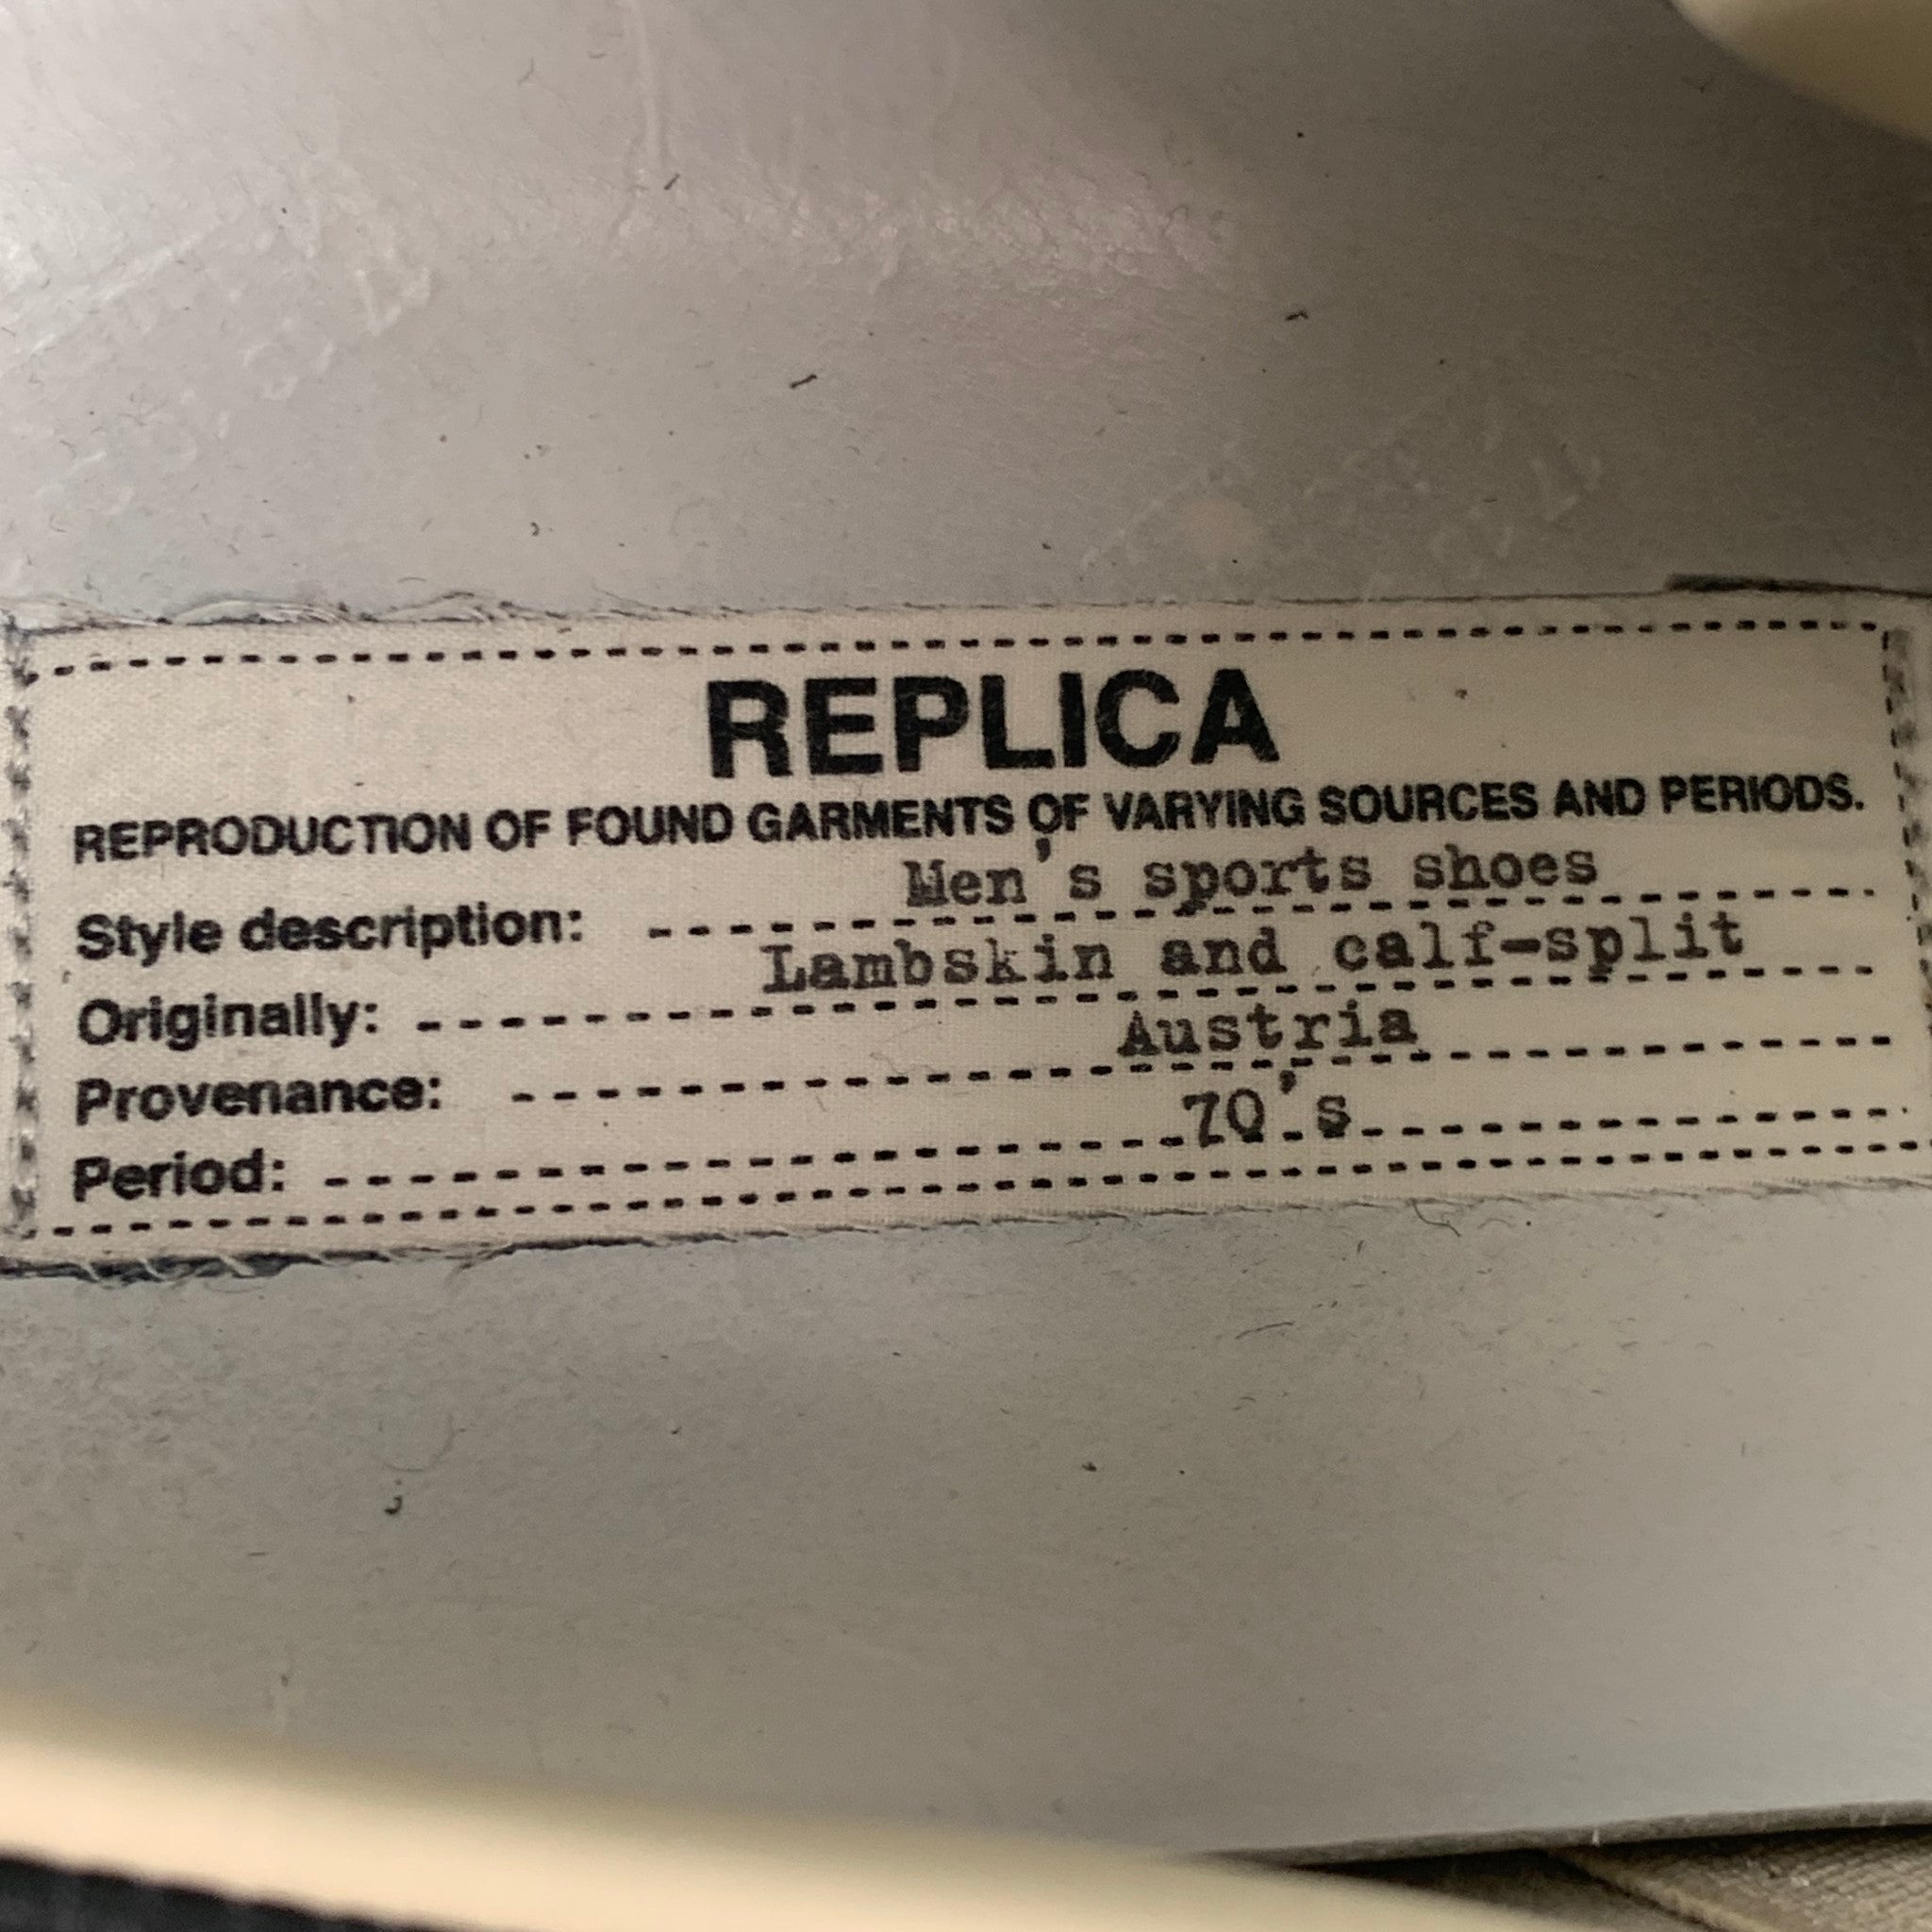 REPLICA
REPRODUCTION OF FOUND GARMENTS OF VARYING SOURCES AND PERIODS.
Style description: Men's sports shoes
Originally: Lambskin and calf-split
Provenance: Austria
Period: 70's